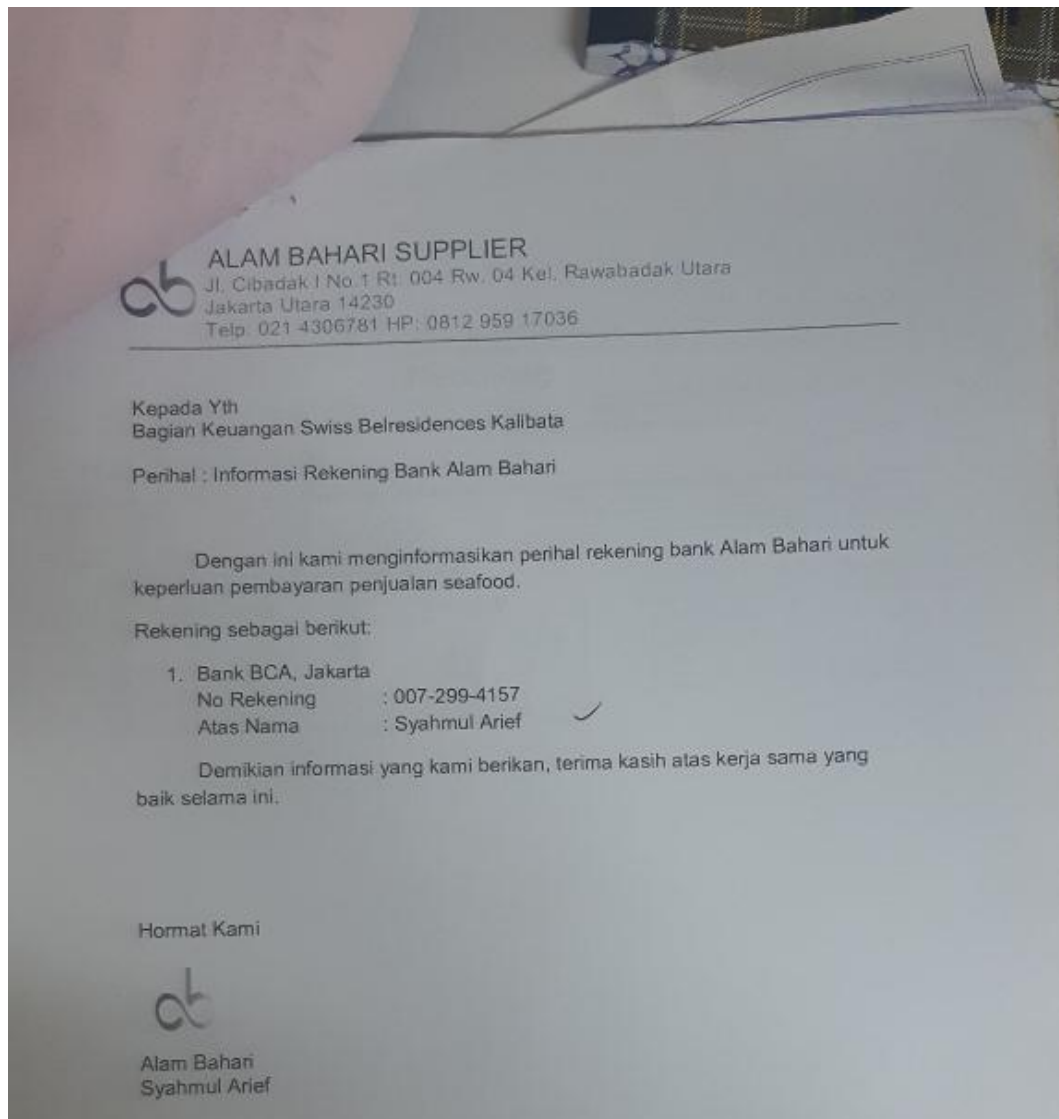 ALAM BAHARI SUPPLIER
Jl. Cibadak I No.1 Rt. 004 Rw. 04 Kel. Rawabadak Utara
Jakarta Utara 14230
Telp. 021 4306781 HP: 0812 959 17036
Kepada Yth
Bagian Keuangan Swiss Belresidences Kalibata
Perihal : Informasi Rekening Bank Alam Bahari
Dengan ini kami menginformasikan perihal rekening bank Alam Bahari untuk
keperluan pembayaran penjualan seafood.
Rekening sebagai berikut:
1. Bank BCA, Jakarta
No Rekening : 007-299-4157
Atas Nama : Syahmul Arief
Demikian informasi yang kami berikan, terima kasih atas kerja sama yang
baik selama ini.
Hormat Kami
ab
Alam Bahari
Syahmul Arief